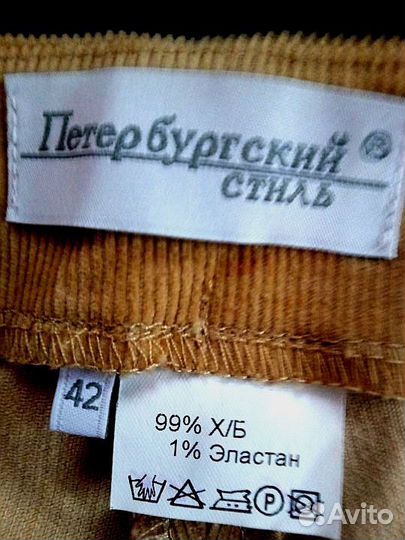 Петербургский ®
стиль
42
99% Х/Б
1% Эластан
P
Avito